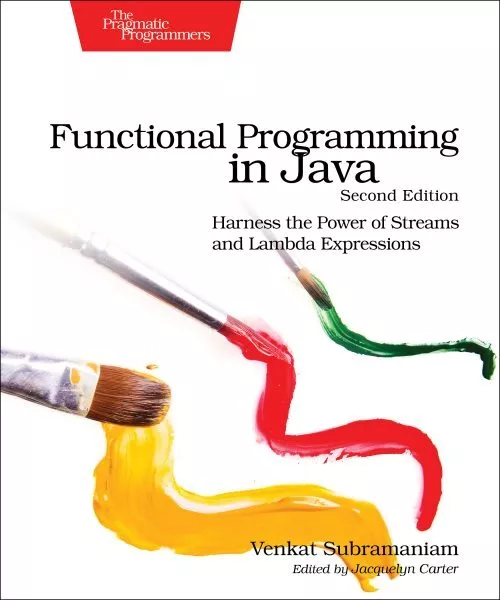 The
Pragmatic
Programmers
Functional Programming
in Java
Second Edition
Harness the Power of Streams
and Lambda Expressions
Venkat Subramaniam
Edited by Jacquelyn Carter